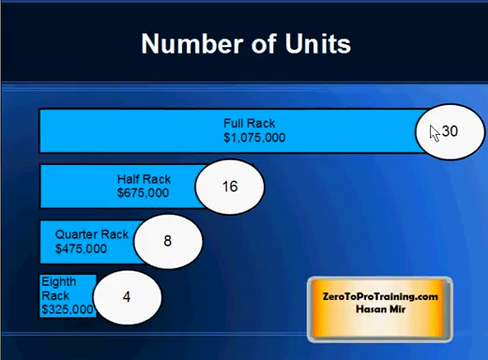 Number of Units
Full Rack
$1,075,000
30
Half Rack
$675,000
16
Quarter Rack
$475,000
8
Eighth
Rack
$325,000
4
ZeroToProTraining.com
Hasan Mir